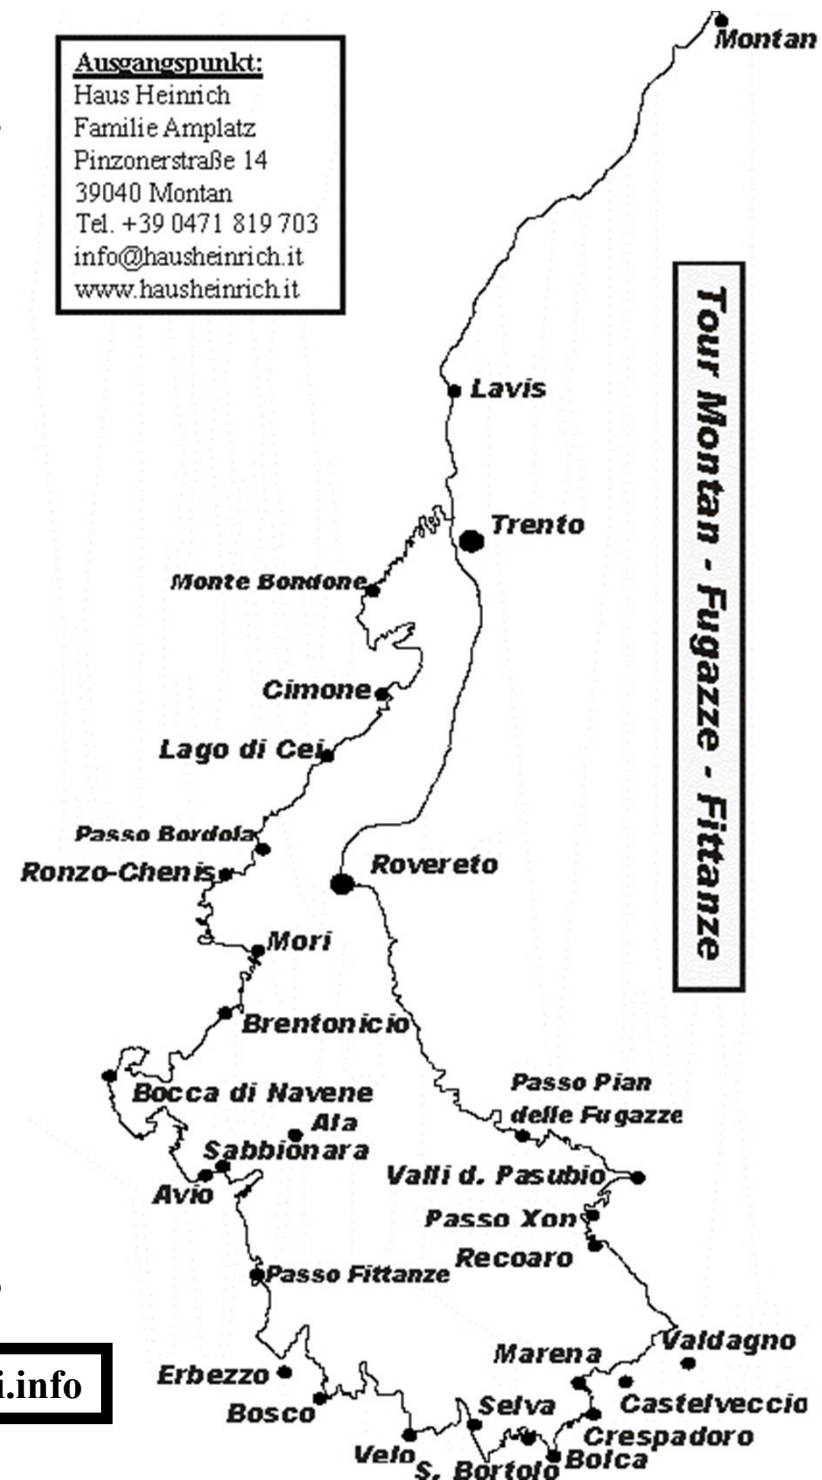 Montan
Ausgangspunkt:
Haus Heinrich
Familie Amplatz
Pinzonerstraße 14
39040 Montan
Tel. +39 0471 819 703
info@hausheinrich.it
www.hausheinrich.it
Tour Montan - Fugazze - Fittanze
Lavis
Trento
Monte Bondone
Cimone
Lago di Cei
Passo Bordola
Ronzo-Chenis
Rovereto
Mori
Brentonicio
Bocca di Navene
Passo Pian
delle Fugazze
Ala
Sabbionara
Avio
Valli d. Pasubio
Passo Xon
Recoaro
Passo Fittanze
Valdagno
Marena
Erbezzo
Castelveccio
Bosco
Selva
Crespadoro
Velo
Bolca
S. Bortolo
i.info